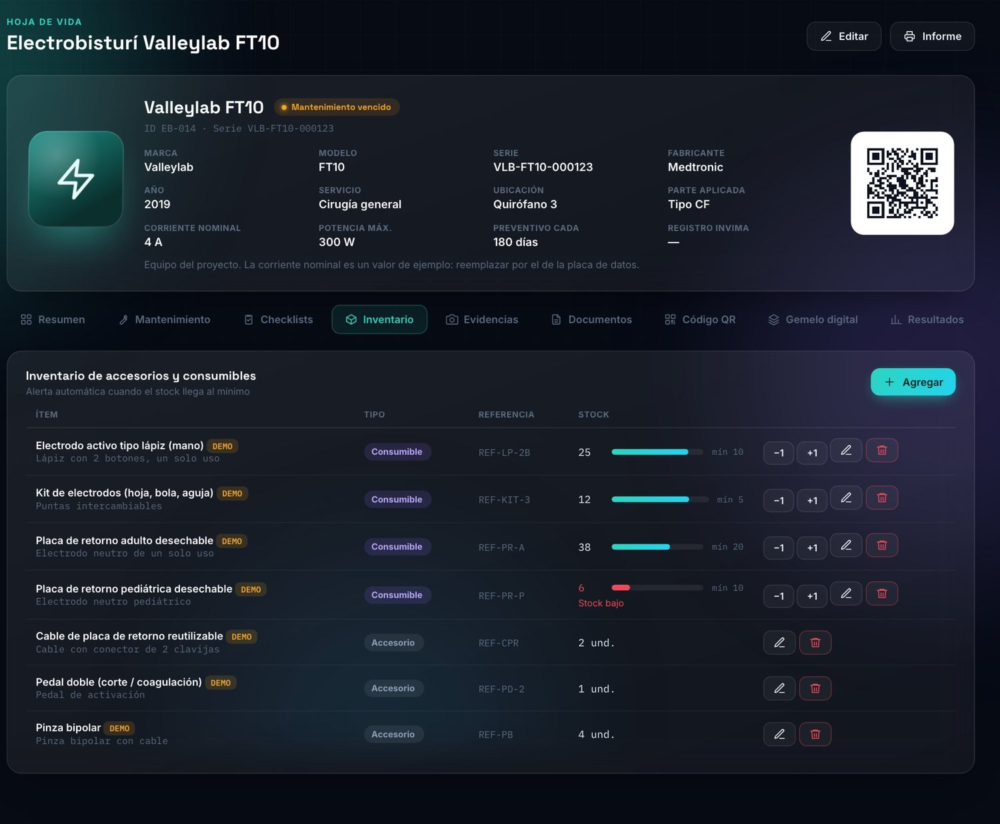 HOJA DE VIDA
Electrobisturí Valleylab FT10
Editar
Informe
Valleylab FT10 Mantenimiento vencido
ID EB-014 · Serie VLB-FT10-000123
MARCA MODELO SERIE FABRICANTE
Valleylab FT10 VLB-FT10-000123 Medtronic
AÑO SERVICIO UBICACIÓN PARTE APLICADA
2019 Cirugía general Quirófano 3 Tipo CF
CORRIENTE NOMINAL POTENCIA MÁX. PREVENTIVO CADA REGISTRO INVIMA
4 A 300 W 180 días —
Equipo del proyecto. La corriente nominal es un valor de ejemplo: reemplazar por el de la placa de datos.
Resumen Mantenimiento Checklists Inventario Evidencias Documentos Código QR Gemelo digital Resultados
Inventario de accesorios y consumibles
Alerta automática cuando el stock llega al mínimo
+ Agregar
ÍTEM TIPO REFERENCIA STOCK
Electrodo activo tipo lápiz (mano) DEMO
Lápiz con 2 botones, un solo uso
Consumible REF-LP-2B 25 mín 10 −1 +1
Kit de electrodos (hoja, bola, aguja) DEMO
Puntas intercambiables
Consumible REF-KIT-3 12 mín 5 −1 +1
Placa de retorno adulto desechable DEMO
Electrodo neutro de un solo uso
Consumible REF-PR-A 38 mín 20 −1 +1
Placa de retorno pediátrica desechable DEMO
Electrodo neutro pediátrico
Consumible REF-PR-P 6 mín 10 −1 +1
Stock bajo
Cable de placa de retorno reutilizable DEMO
Cable con conector de 2 clavijas
Accesorio REF-CPR 2 und.
Pedal doble (corte / coagulación) DEMO
Pedal de activación
Accesorio REF-PD-2 1 und.
Pinza bipolar DEMO
Pinza bipolar con cable
Accesorio REF-PB 4 und.